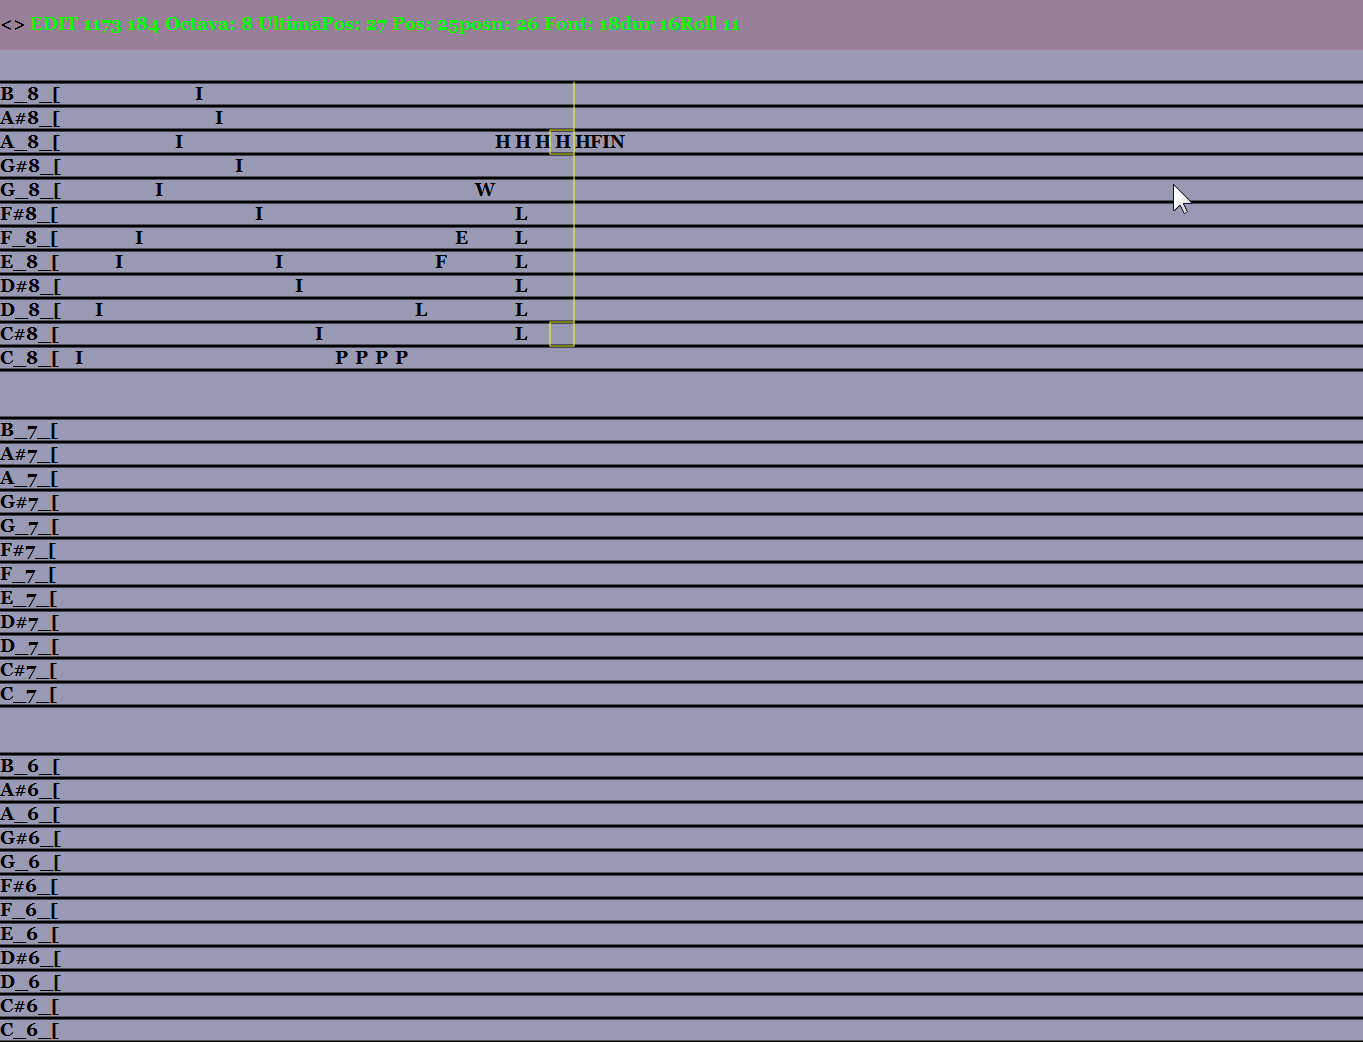 <> EDIT 1173 184 Octava: 8 UltimaPos: 27 Pos: 25posn: 26 Font: 18dur 16Roll 11
B_8_[ I
A#8_[ I
A_8_[ I H H H H HFIN
G#8_[ I
G_8_[ I W
F#8_[ I L
F_8_[ I E L
E_8_[ I I F L
D#8_[ I L
D_8_[ I L L
C#8_[ I L
C_8_[ I P P P P
B_7_[
A#7_[
A_7_[
G#7_[
G_7_[
F#7_[
F_7_[
E_7_[
D#7_[
D_7_[
C#7_[
C_7_[
B_6_[
A#6_[
A_6_[
G#6_[
G_6_[
F#6_[
F_6_[
E_6_[
D#6_[
D_6_[
C#6_[
C_6_[